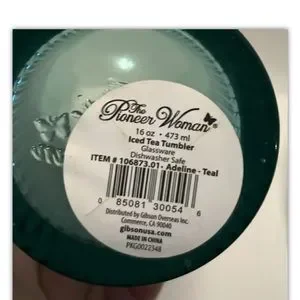 The
Pioneer Woman®
16 oz • 473 ml
Iced Tea Tumbler
Glassware
Dishwasher Safe
ITEM # 106873.01- Adeline - Teal
0 85081 30054 6
Distributed by Gibson Overseas Inc.
Commerce, CA 90040
gibsonusa.com
MADE IN CHINA
PKG0022348